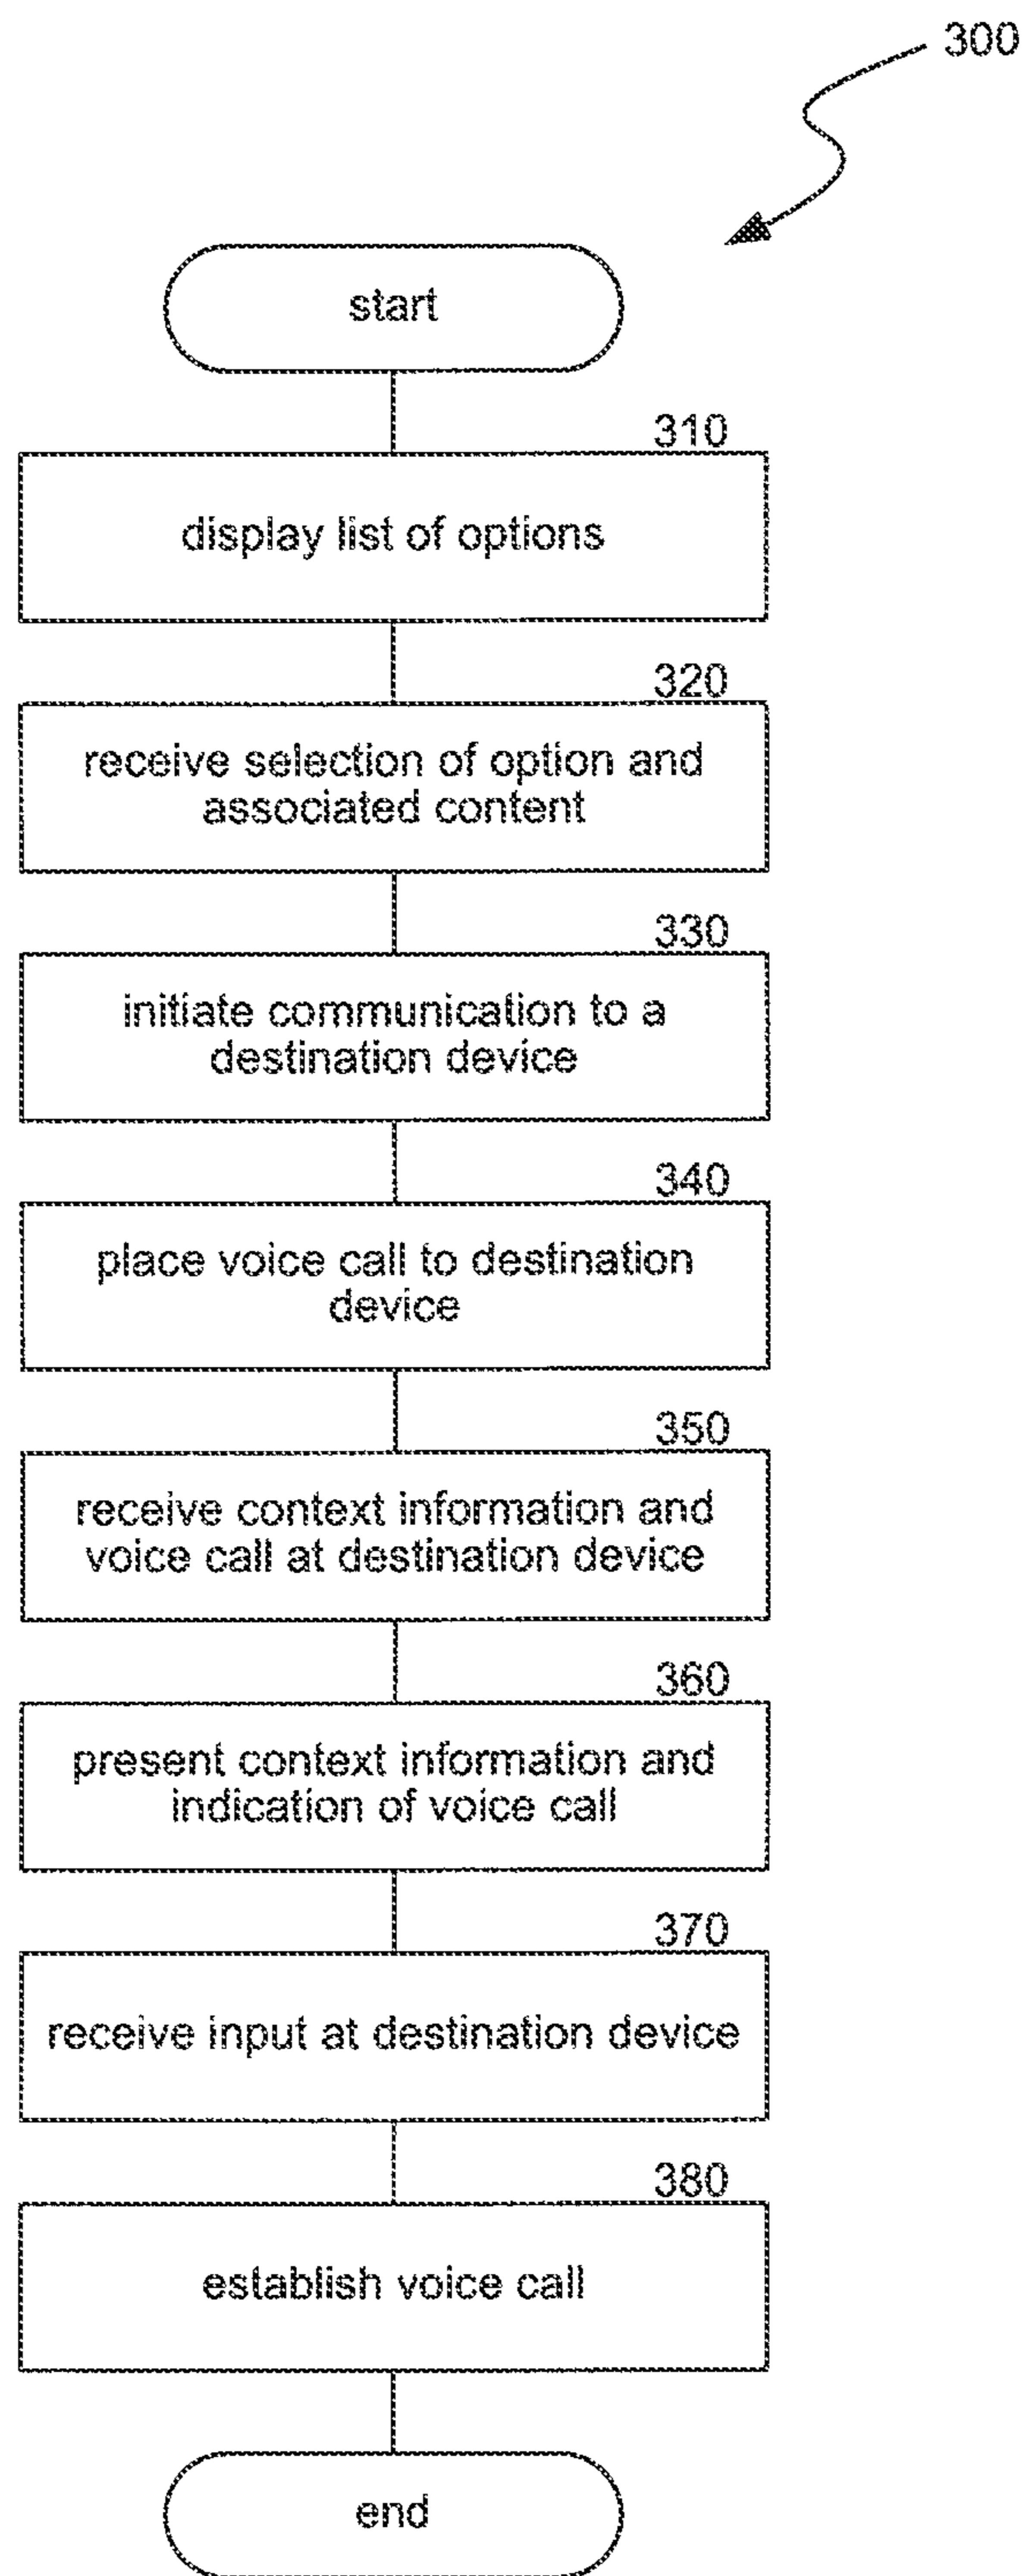 300
start
310
display list of options
320
receive selection of option and
associated content
330
initiate communication to a
destination device
340
place voice call to destination
device
350
receive context information and
voice call at destination device
360
present context information and
indication of voice call
370
receive input at destination device
380
establish voice call
end